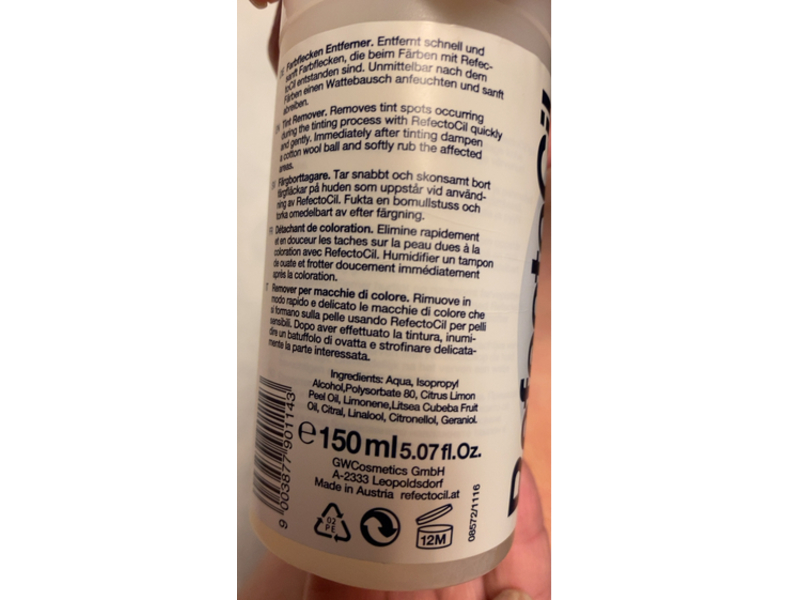 Farbflecken Entferner. Entfernt schnell und
sanft Farbflecken, die beim Färben mit Refec-
toCil entstanden sind. Unmittelbar nach dem
Färben einen Wattebausch anfeuchten und sanft
abreiben.
Tint Remover. Removes tint spots occurring
during the tinting process with RefectoCil quickly
and gently. Immediately after tinting dampen
a cotton wool ball and softly rub the affected
areas.
Färgborttagare. Tar snabbt och skonsamt bort
färgfläckar på huden som uppstår vid använd-
ning av RefectoCil. Fukta en bomullstuss och
torka omedelbart av efter färgning.
FR Détachant de coloration. Elimine rapidement
et en douceur les taches sur la peau dues à la
coloration avec RefectoCil. Humidifier un tampon
de ouate et frotter doucement immédiatement
après la coloration.
Remover per macchie di colore. Rimuove in
modo rapido e delicato le macchie di colore che
si formano sulla pelle usando RefectoCil per pelli
sensibili. Dopo aver effettuato la tintura, inumi-
dire un batuffolo di ovatta e strofinare delicata-
mente la parte interessata.
Ingredients: Aqua, Isopropyl
Alcohol,Polysorbate 80, Citrus Limon
Peel Oil, Limonene,Litsea Cubeba Fruit
Oil, Citral, Linalool, Citronellol, Geraniol.
℮150ml5.07fl.Oz.
GWCosmetics GmbH
A-2333 Leopoldsdorf
Made in Austria refectocil.at
9 003877 901143
02
PE
12M
08572/1116
RefectoCil